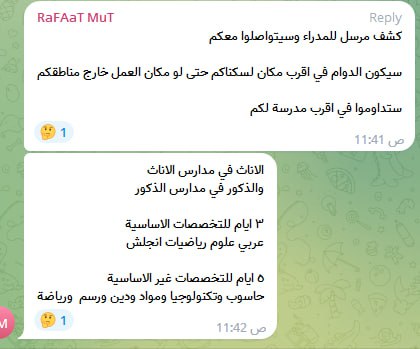 RaFAaT MuT
Reply
كشف مرسل للمدراء وسيتواصلوا معكم
سيكون الدوام في اقرب مكان لسكناكم حتى لو مكان العمل خارج مناطقكم
ستداوموا في اقرب مدرسة لكم
🤔 1
11:41 ص
الاناث في مدارس الاناث
والذكور في مدارس الذكور
٣ ايام للتخصصات الاساسية
عربي علوم رياضيات انجلش
٥ ايام للتخصصات غير الاساسية
حاسوب وتكنولوجيا ومواد ودين ورسم ورياضة
🤔 1
11:42 ص
M